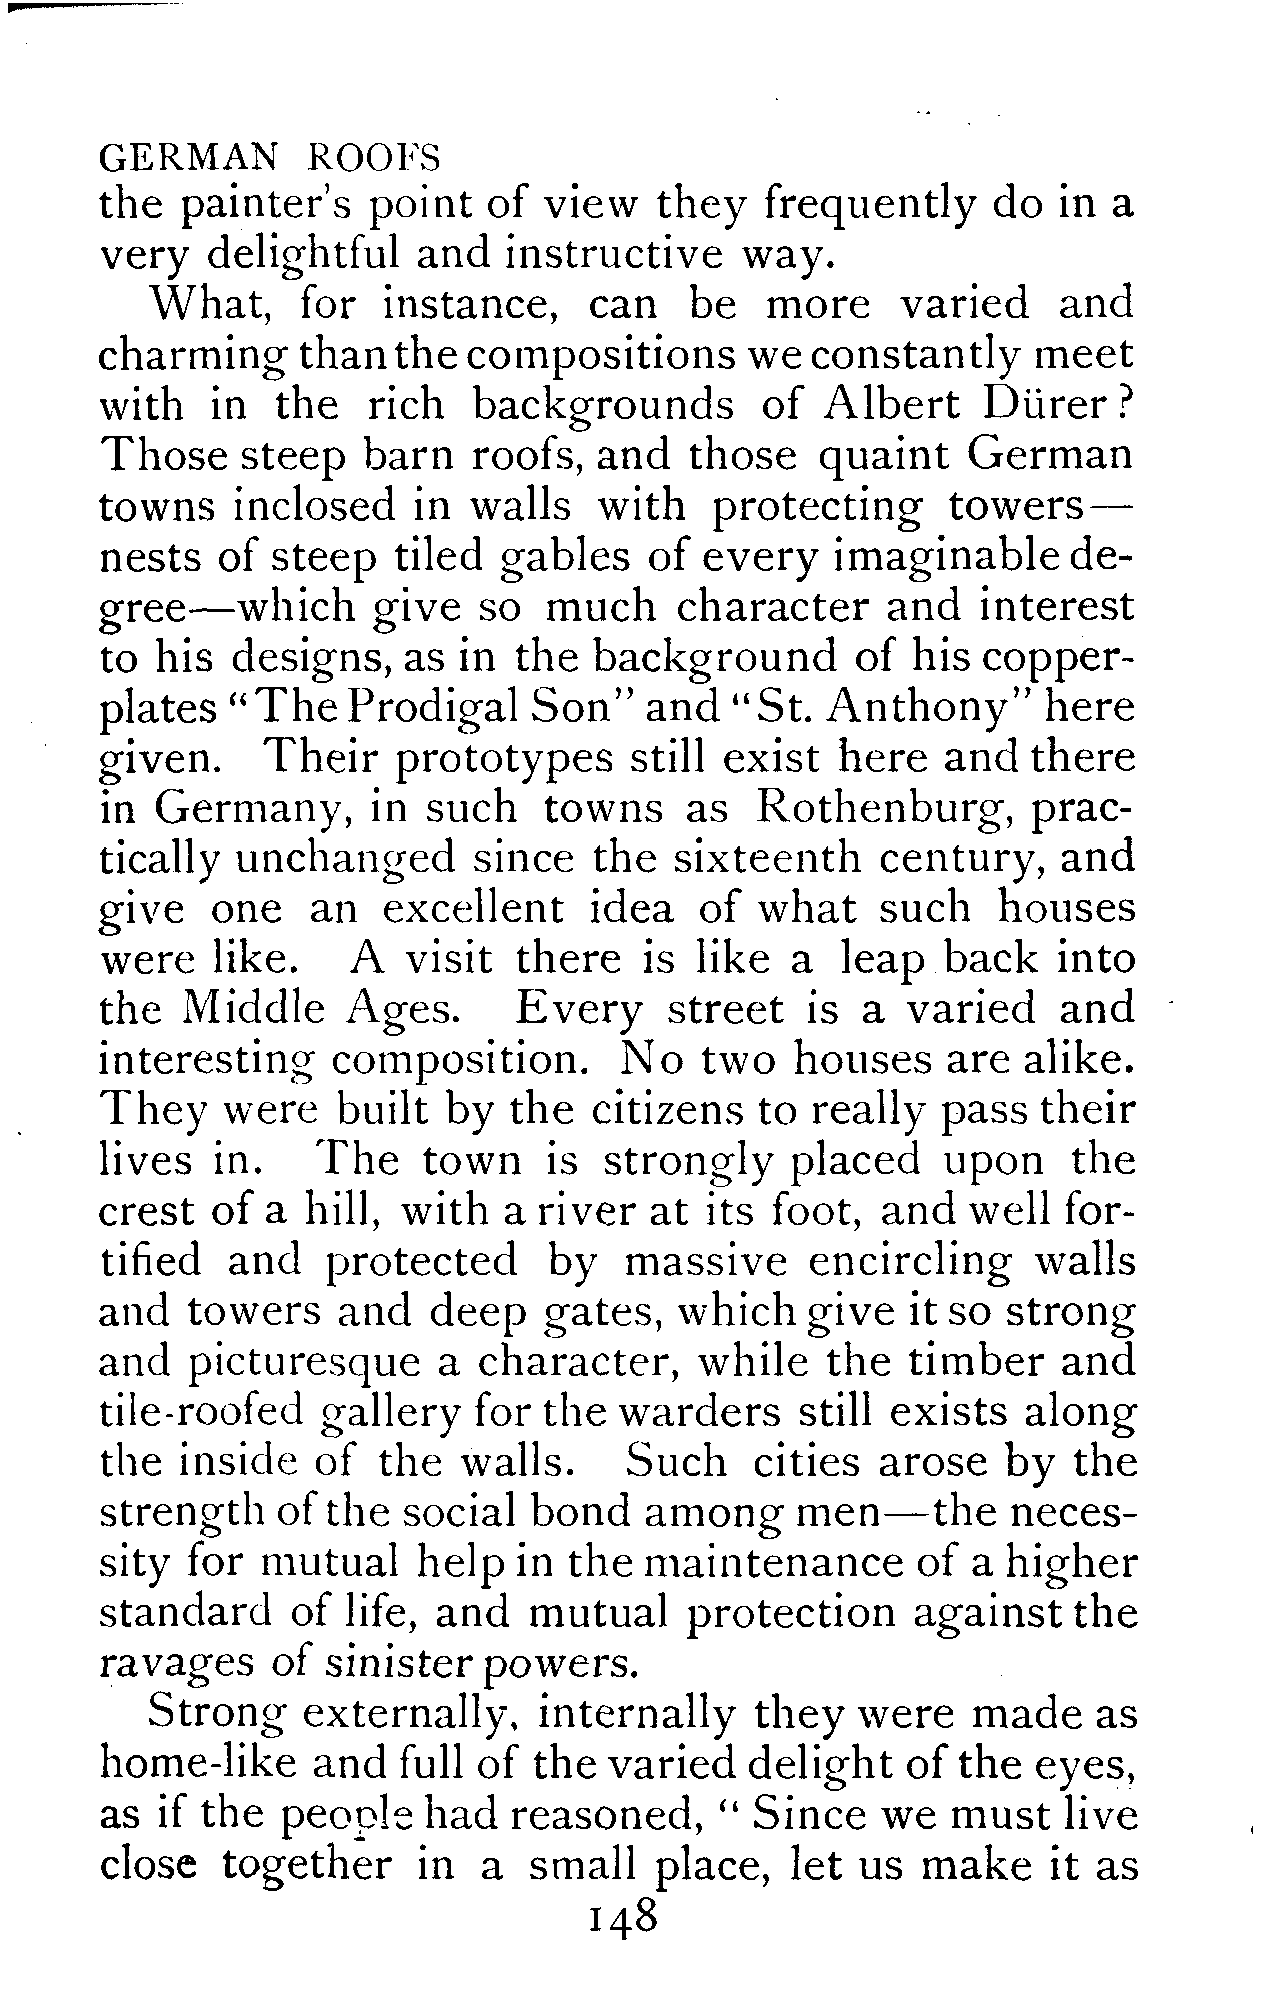 GERMAN ROOFS
the painter's point of view they frequently do in a
very delightful and instructive way.
What, for instance, can be more varied and
charming than the compositions we constantly meet
with in the rich backgrounds of Albert Dürer?
Those steep barn roofs, and those quaint German
towns inclosed in walls with protecting towers—
nests of steep tiled gables of every imaginable de-
gree—which give so much character and interest
to his designs, as in the background of his copper-
plates "The Prodigal Son" and "St. Anthony" here
given. Their prototypes still exist here and there
in Germany, in such towns as Rothenburg, prac-
tically unchanged since the sixteenth century, and
give one an excellent idea of what such houses
were like. A visit there is like a leap back into
the Middle Ages. Every street is a varied and
interesting composition. No two houses are alike.
They were built by the citizens to really pass their
lives in. The town is strongly placed upon the
crest of a hill, with a river at its foot, and well for-
tified and protected by massive encircling walls
and towers and deep gates, which give it so strong
and picturesque a character, while the timber and
tile-roofed gallery for the warders still exists along
the inside of the walls. Such cities arose by the
strength of the social bond among men—the neces-
sity for mutual help in the maintenance of a higher
standard of life, and mutual protection against the
ravages of sinister powers.
Strong externally, internally they were made as
home-like and full of the varied delight of the eyes,
as if the people had reasoned, " Since we must live
close together in a small place, let us make it as
148